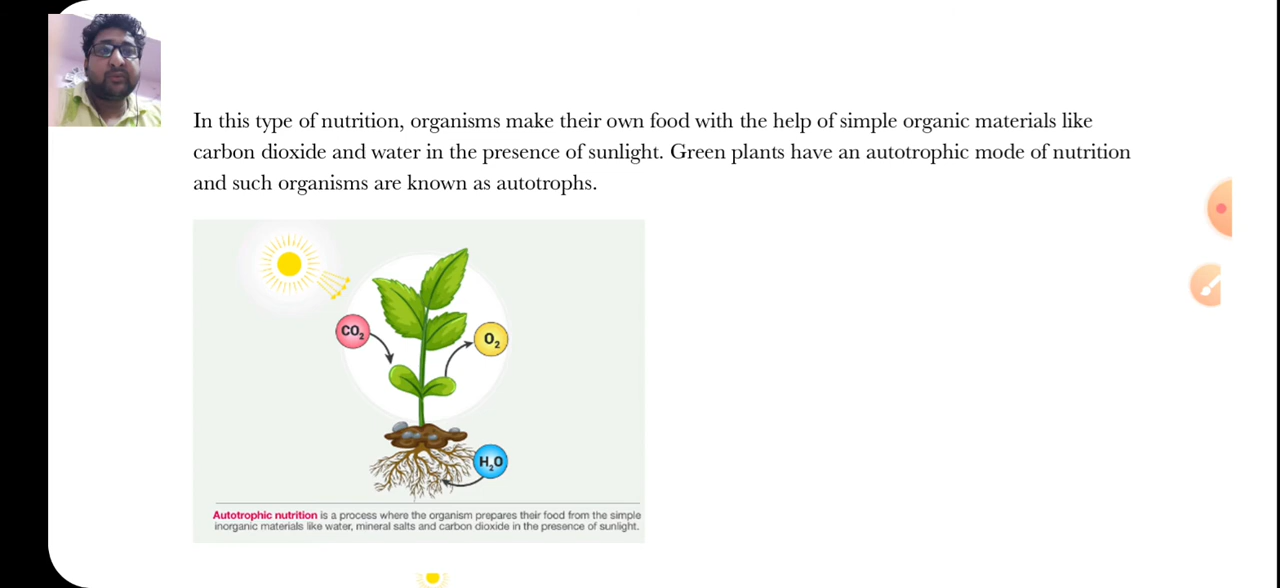 In this type of nutrition, organisms make their own food with the help of simple organic materials like
carbon dioxide and water in the presence of sunlight. Green plants have an autotrophic mode of nutrition
and such organisms are known as autotrophs.
CO₂
O₂
H₂O
Autotrophic nutrition is a process where the organism prepares their food from the simple
inorganic materials like water, mineral salts and carbon dioxide in the presence of sunlight.